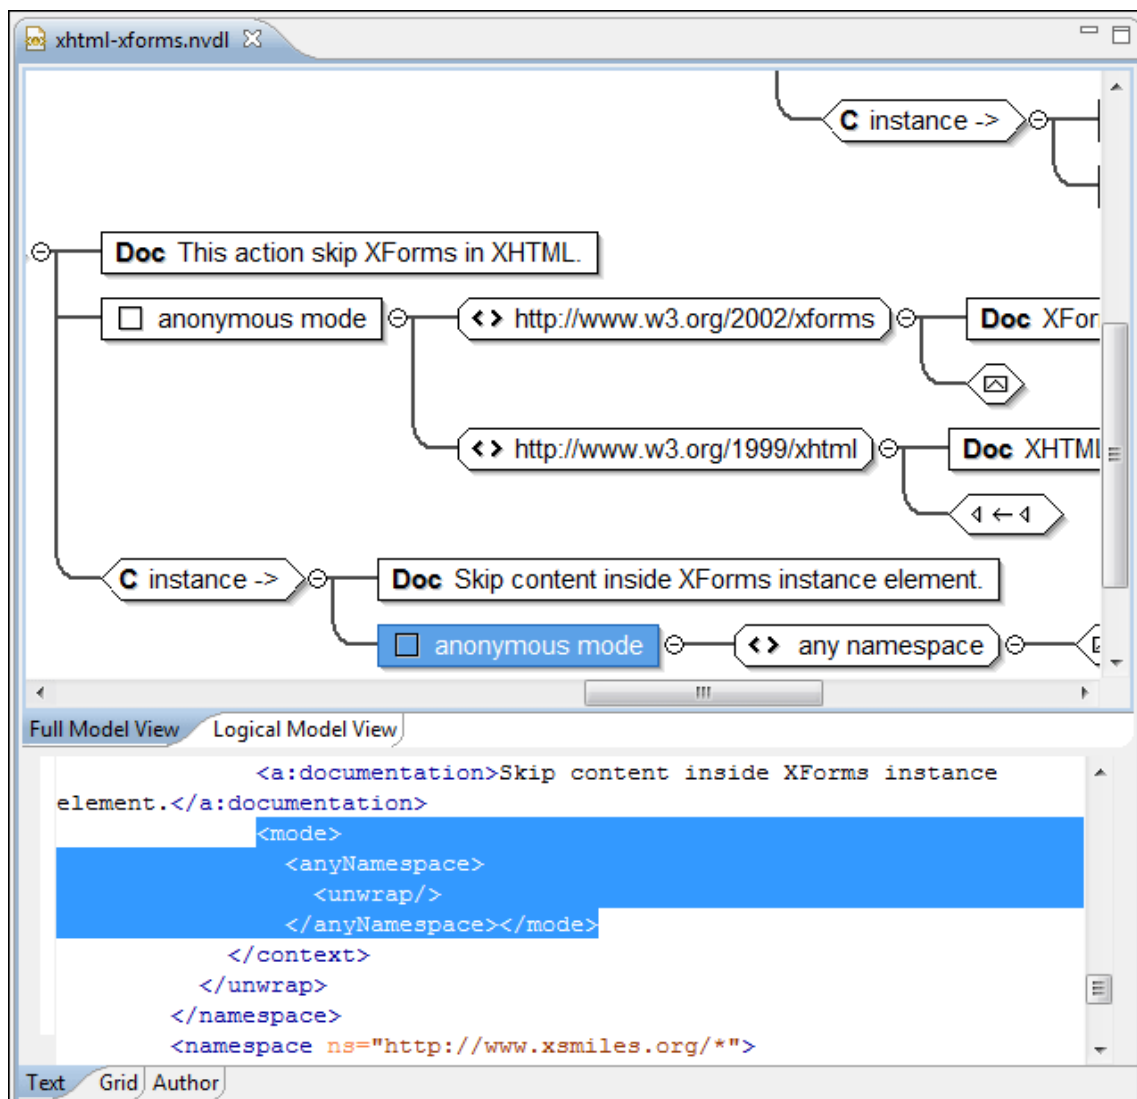 xhtml-xforms.nvdl
C instance ->
Doc This action skip XForms in XHTML.
anonymous mode
<> http://www.w3.org/2002/xforms
Doc XFor
<> http://www.w3.org/1999/xhtml
Doc XHTML
C instance ->
Doc Skip content inside XForms instance element.
anonymous mode
<> any namespace
Full Model View
Logical Model View
<a:documentation>Skip content inside XForms instance
element.</a:documentation>
<mode>
<anyNamespace>
<unwrap/>
</anyNamespace></mode>
</context>
</unwrap>
</namespace>
<namespace ns="http://www.xsmiles.org/*">
Text
Grid
Author